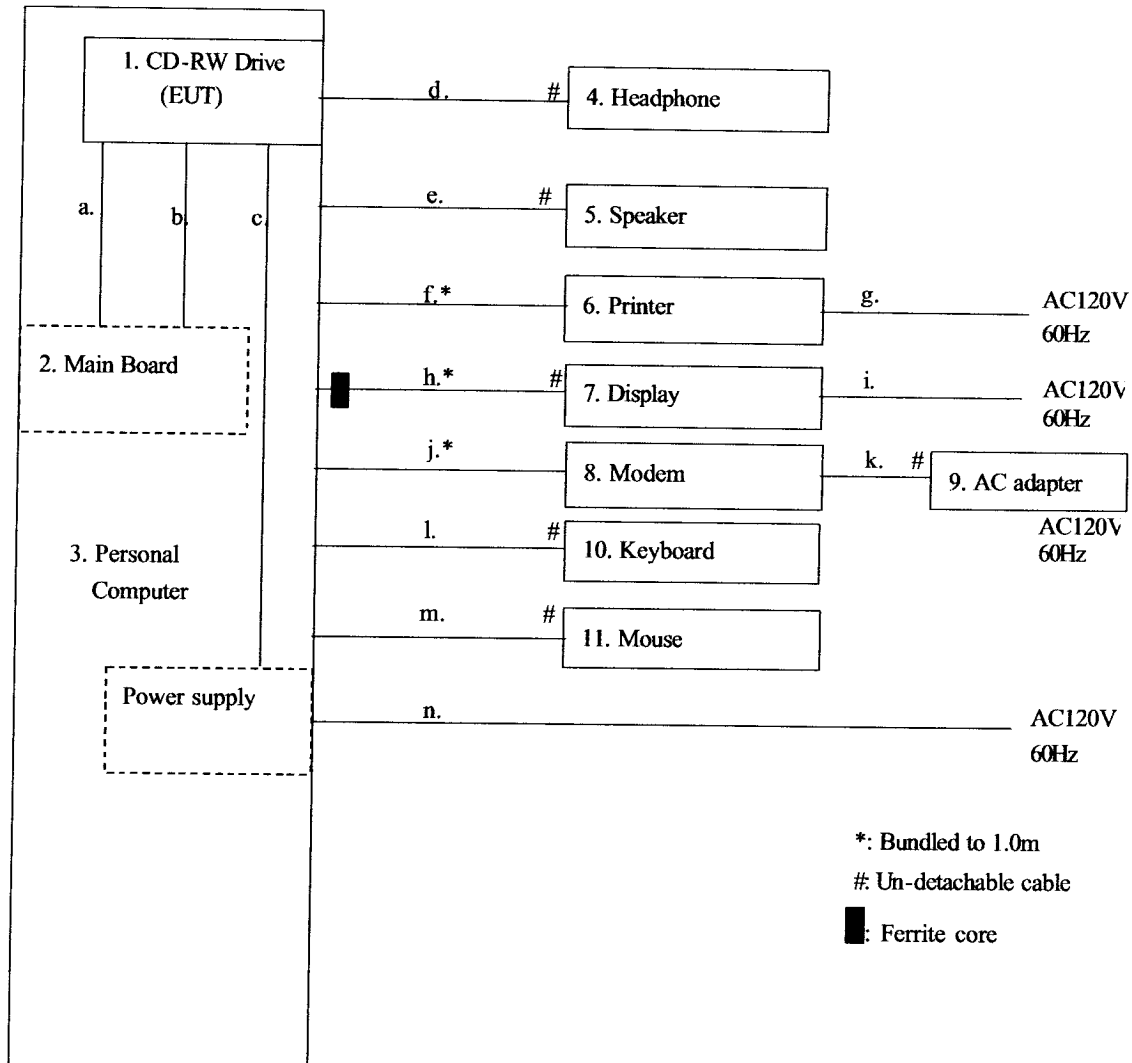 1. CD-RW Drive
(EUT)
d.
#
4. Headphone
a.
b.
c.
e.
#
5. Speaker
f.*
6. Printer
g.
AC120V
60Hz
2. Main Board
h.*
#
7. Display
i.
AC120V
60Hz
j.*
8. Modem
k.
#
9. AC adapter
AC120V
60Hz
3. Personal
Computer
l.
#
10. Keyboard
m.
#
11. Mouse
Power supply
n.
AC120V
60Hz
*: Bundled to 1.0m
#: Un-detachable cable
: Ferrite core